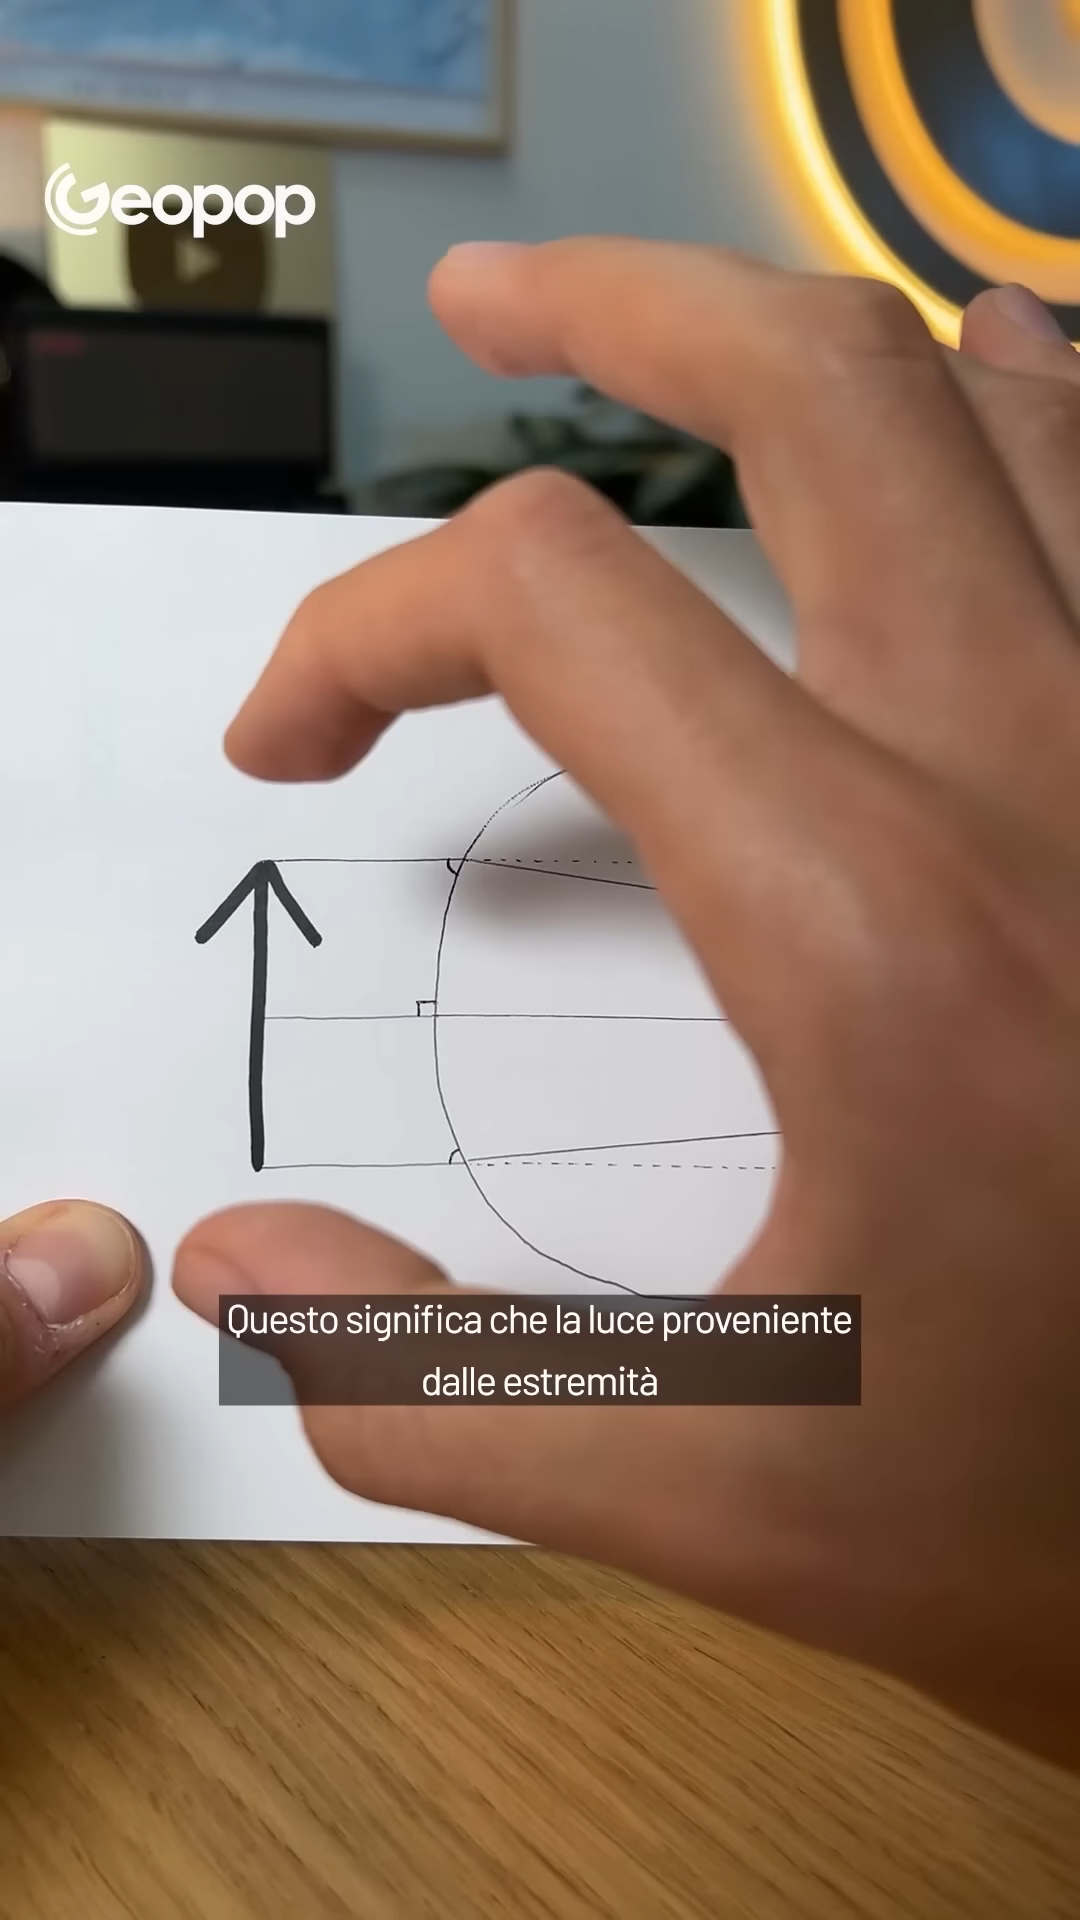 Geopop
Questo significa che la luce proveniente
dalle estremità